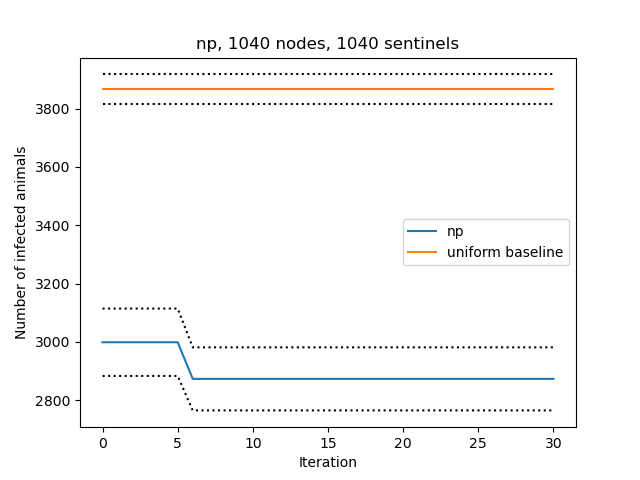 np, 1040 nodes, 1040 sentinels
Number of infected animals
3800
3600
3400
3200
3000
2800
np
uniform baseline
0 5 10 15 20 25 30
Iteration